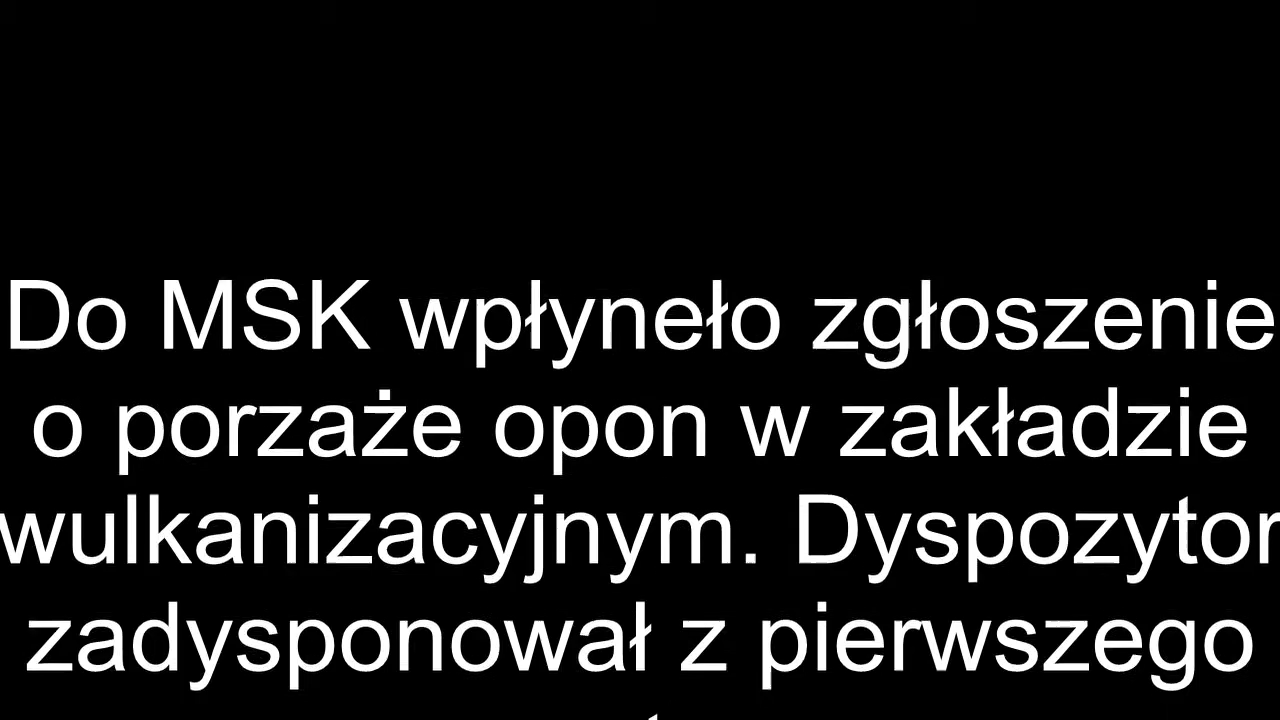 Do MSK wpłyneło zgłoszenie
o porzaże opon w zakładzie
wulkanizacyjnym. Dyspozytor
zadysponował z pierwszego